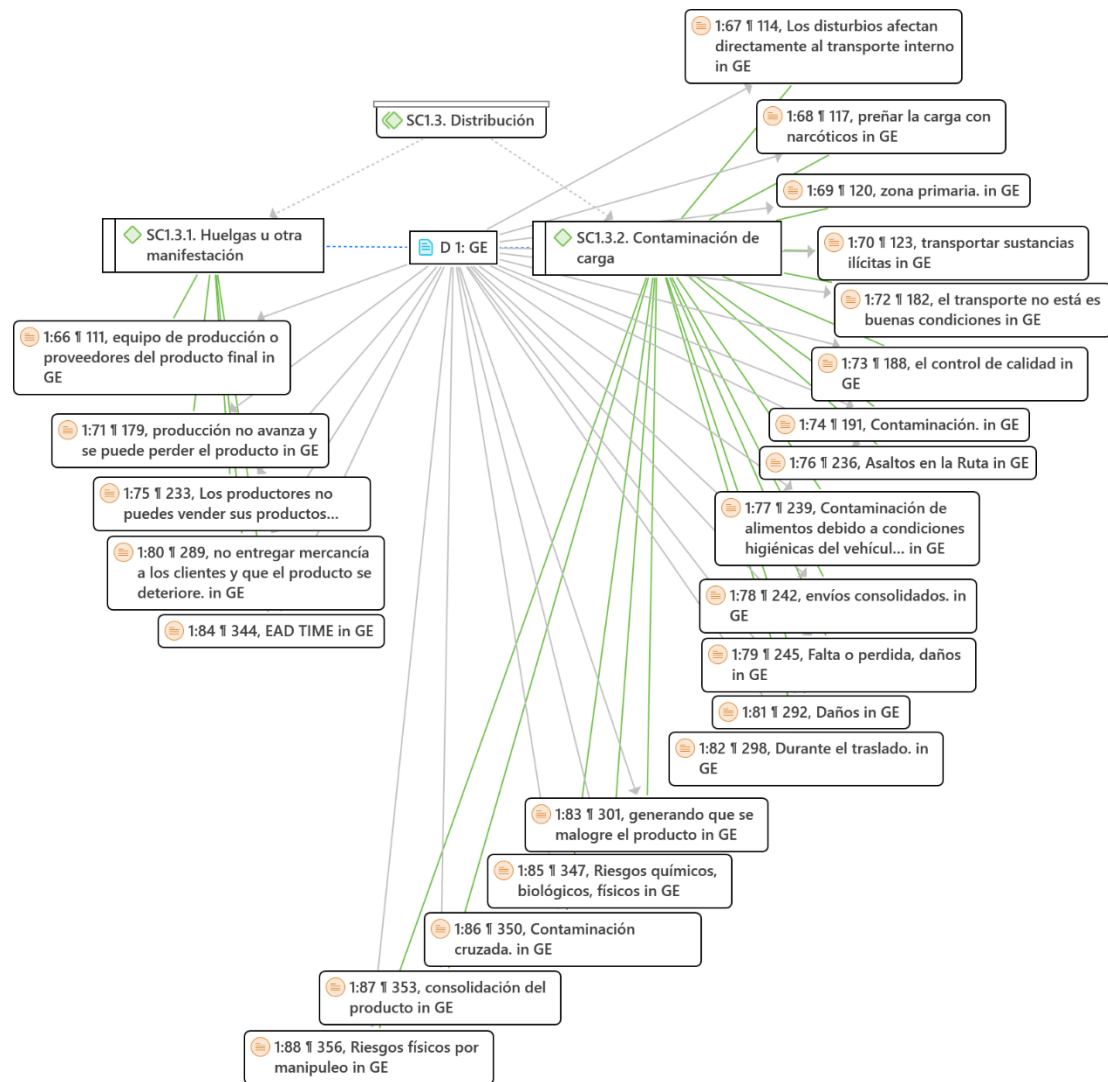 1:67 ¶ 114, Los disturbios afectan
directamente al transporte interno
in GE
SC1.3. Distribución
1:68 ¶ 117, preñar la carga con
narcóticos in GE
1:69 ¶ 120, zona primaria. in GE
SC1.3.1. Huelgas u otra
manifestación
D 1: GE
SC1.3.2. Contaminación de
carga
1:70 ¶ 123, transportar sustancias
ilícitas in GE
1:72 ¶ 182, el transporte no está es
buenas condiciones in GE
1:66 ¶ 111, equipo de producción o
proveedores del producto final in
GE
1:73 ¶ 188, el control de calidad in
GE
1:71 ¶ 179, producción no avanza y
se puede perder el producto in GE
1:74 ¶ 191, Contaminación. in GE
1:76 ¶ 236, Asaltos en la Ruta in GE
1:75 ¶ 233, Los productores no
puedes vender sus productos...
1:77 ¶ 239, Contaminación de
alimentos debido a condiciones
higiénicas del vehícul... in GE
1:80 ¶ 289, no entregar mercancía
a los clientes y que el producto se
deteriore. in GE
1:78 ¶ 242, envíos consolidados. in
GE
1:84 ¶ 344, EAD TIME in GE
1:79 ¶ 245, Falta o perdida, daños
in GE
1:81 ¶ 292, Daños in GE
1:82 ¶ 298, Durante el traslado. in
GE
1:83 ¶ 301, generando que se
malogre el producto in GE
1:85 ¶ 347, Riesgos químicos,
biológicos, físicos in GE
1:86 ¶ 350, Contaminación
cruzada. in GE
1:87 ¶ 353, consolidación del
producto in GE
1:88 ¶ 356, Riesgos físicos por
manipuleo in GE